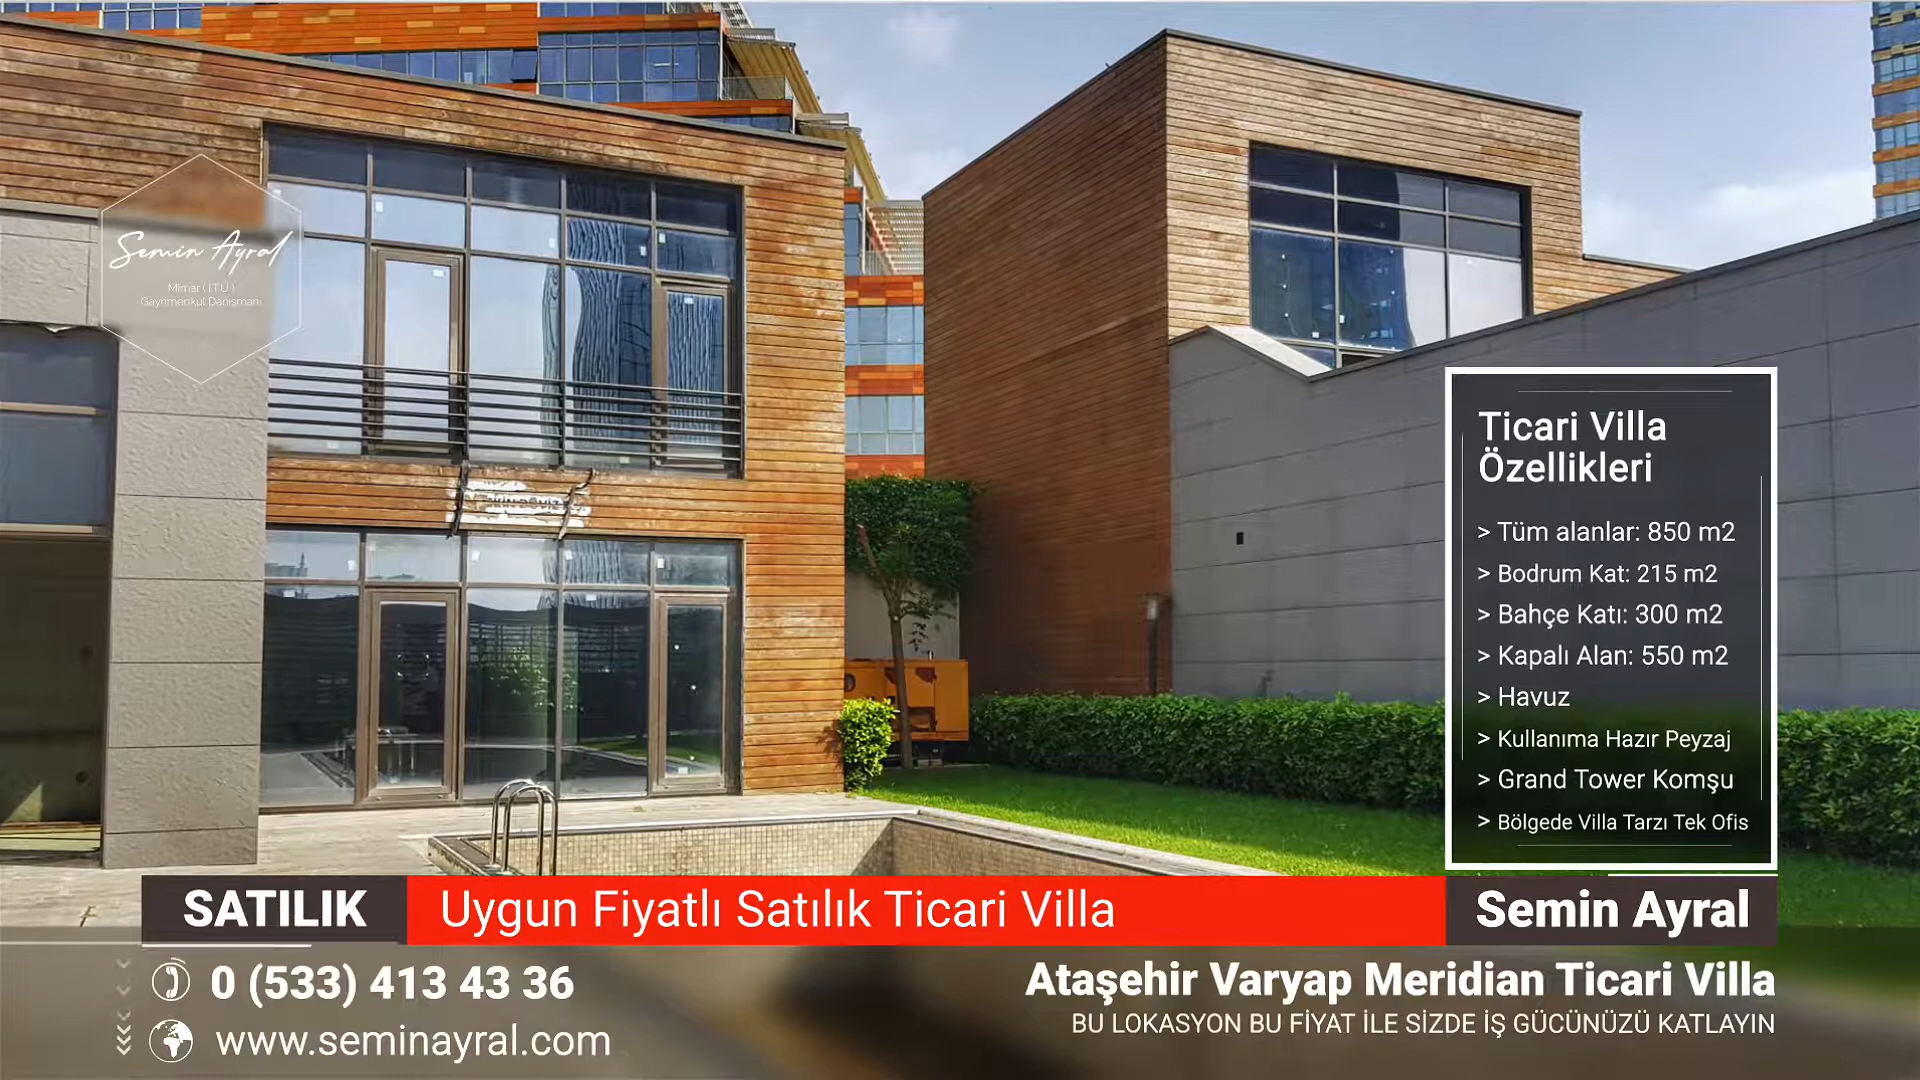 Semin Ayral
Mimar ( İTÜ )
Gayrimenkul Danışmanı
Ticari Villa
Özellikleri
> Tüm alanlar: 850 m2
> Bodrum Kat: 215 m2
> Bahçe Katı: 300 m2
> Kapalı Alan: 550 m2
> Havuz
> Kullanıma Hazır Peyzaj
> Grand Tower Komşu
> Bölgede Villa Tarzı Tek Ofis
SATILIK
Uygun Fiyatlı Satılık Ticari Villa
Semin Ayral
0 (533) 413 43 36
www.seminayral.com
Ataşehir Varyap Meridian Ticari Villa
BU LOKASYON BU FİYAT İLE SİZDE İŞ GÜCÜNÜZÜ KATLAYIN